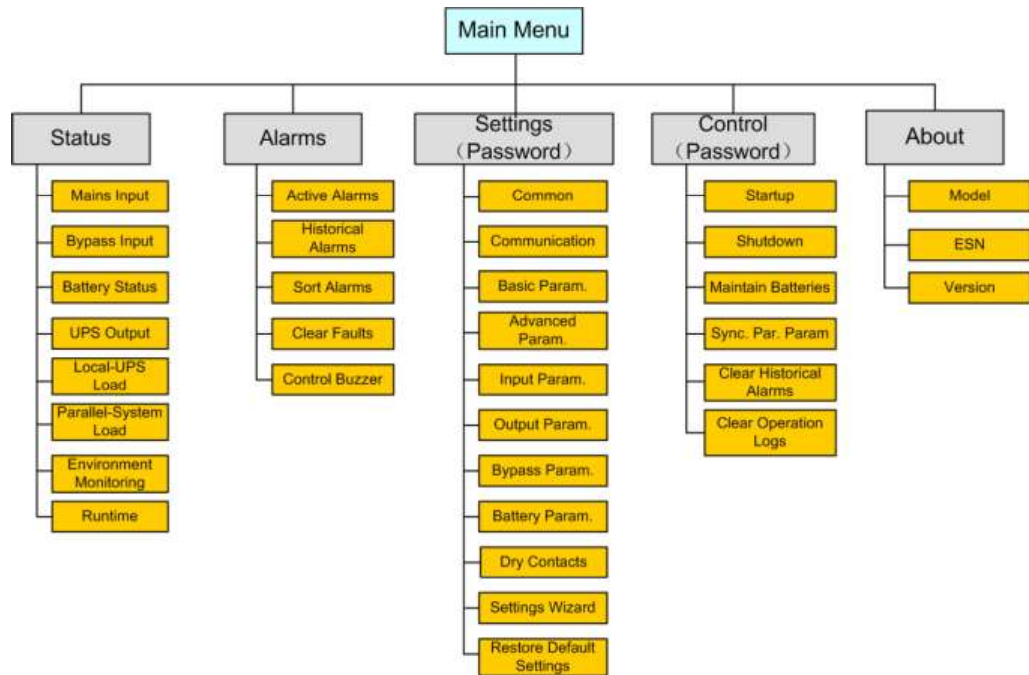 Main Menu
Status
Alarms
Settings
（Password）
Control
（Password）
About
Mains Input
Bypass Input
Battery Status
UPS Output
Local-UPS
Load
Parallel-System
Load
Environment
Monitoring
Runtime
Active Alarms
Historical
Alarms
Sort Alarms
Clear Faults
Control Buzzer
Common
Communication
Basic Param.
Advanced
Param.
Input Param.
Output Param.
Bypass Param.
Battery Param.
Dry Contacts
Settings Wizard
Restore Default
Settings
Startup
Shutdown
Maintain Batteries
Sync. Par. Param
Clear Historical
Alarms
Clear Operation
Logs
Model
ESN
Version